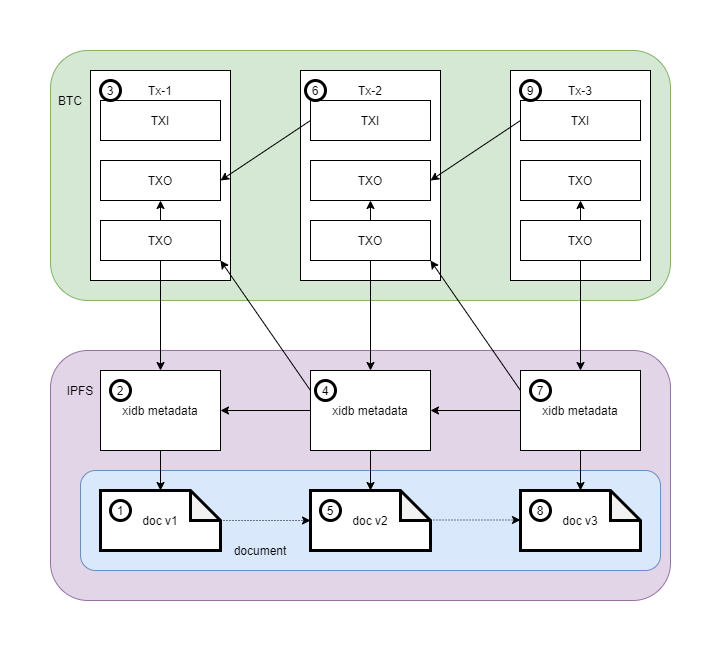 BTC
3 Tx-1
TXI
TXO
TXO
6 Tx-2
TXI
TXO
TXO
9 Tx-3
TXI
TXO
TXO
IPFS
2
xidb metadata
4
xidb metadata
7
xidb metadata
1 doc v1
5 doc v2
8 doc v3
document